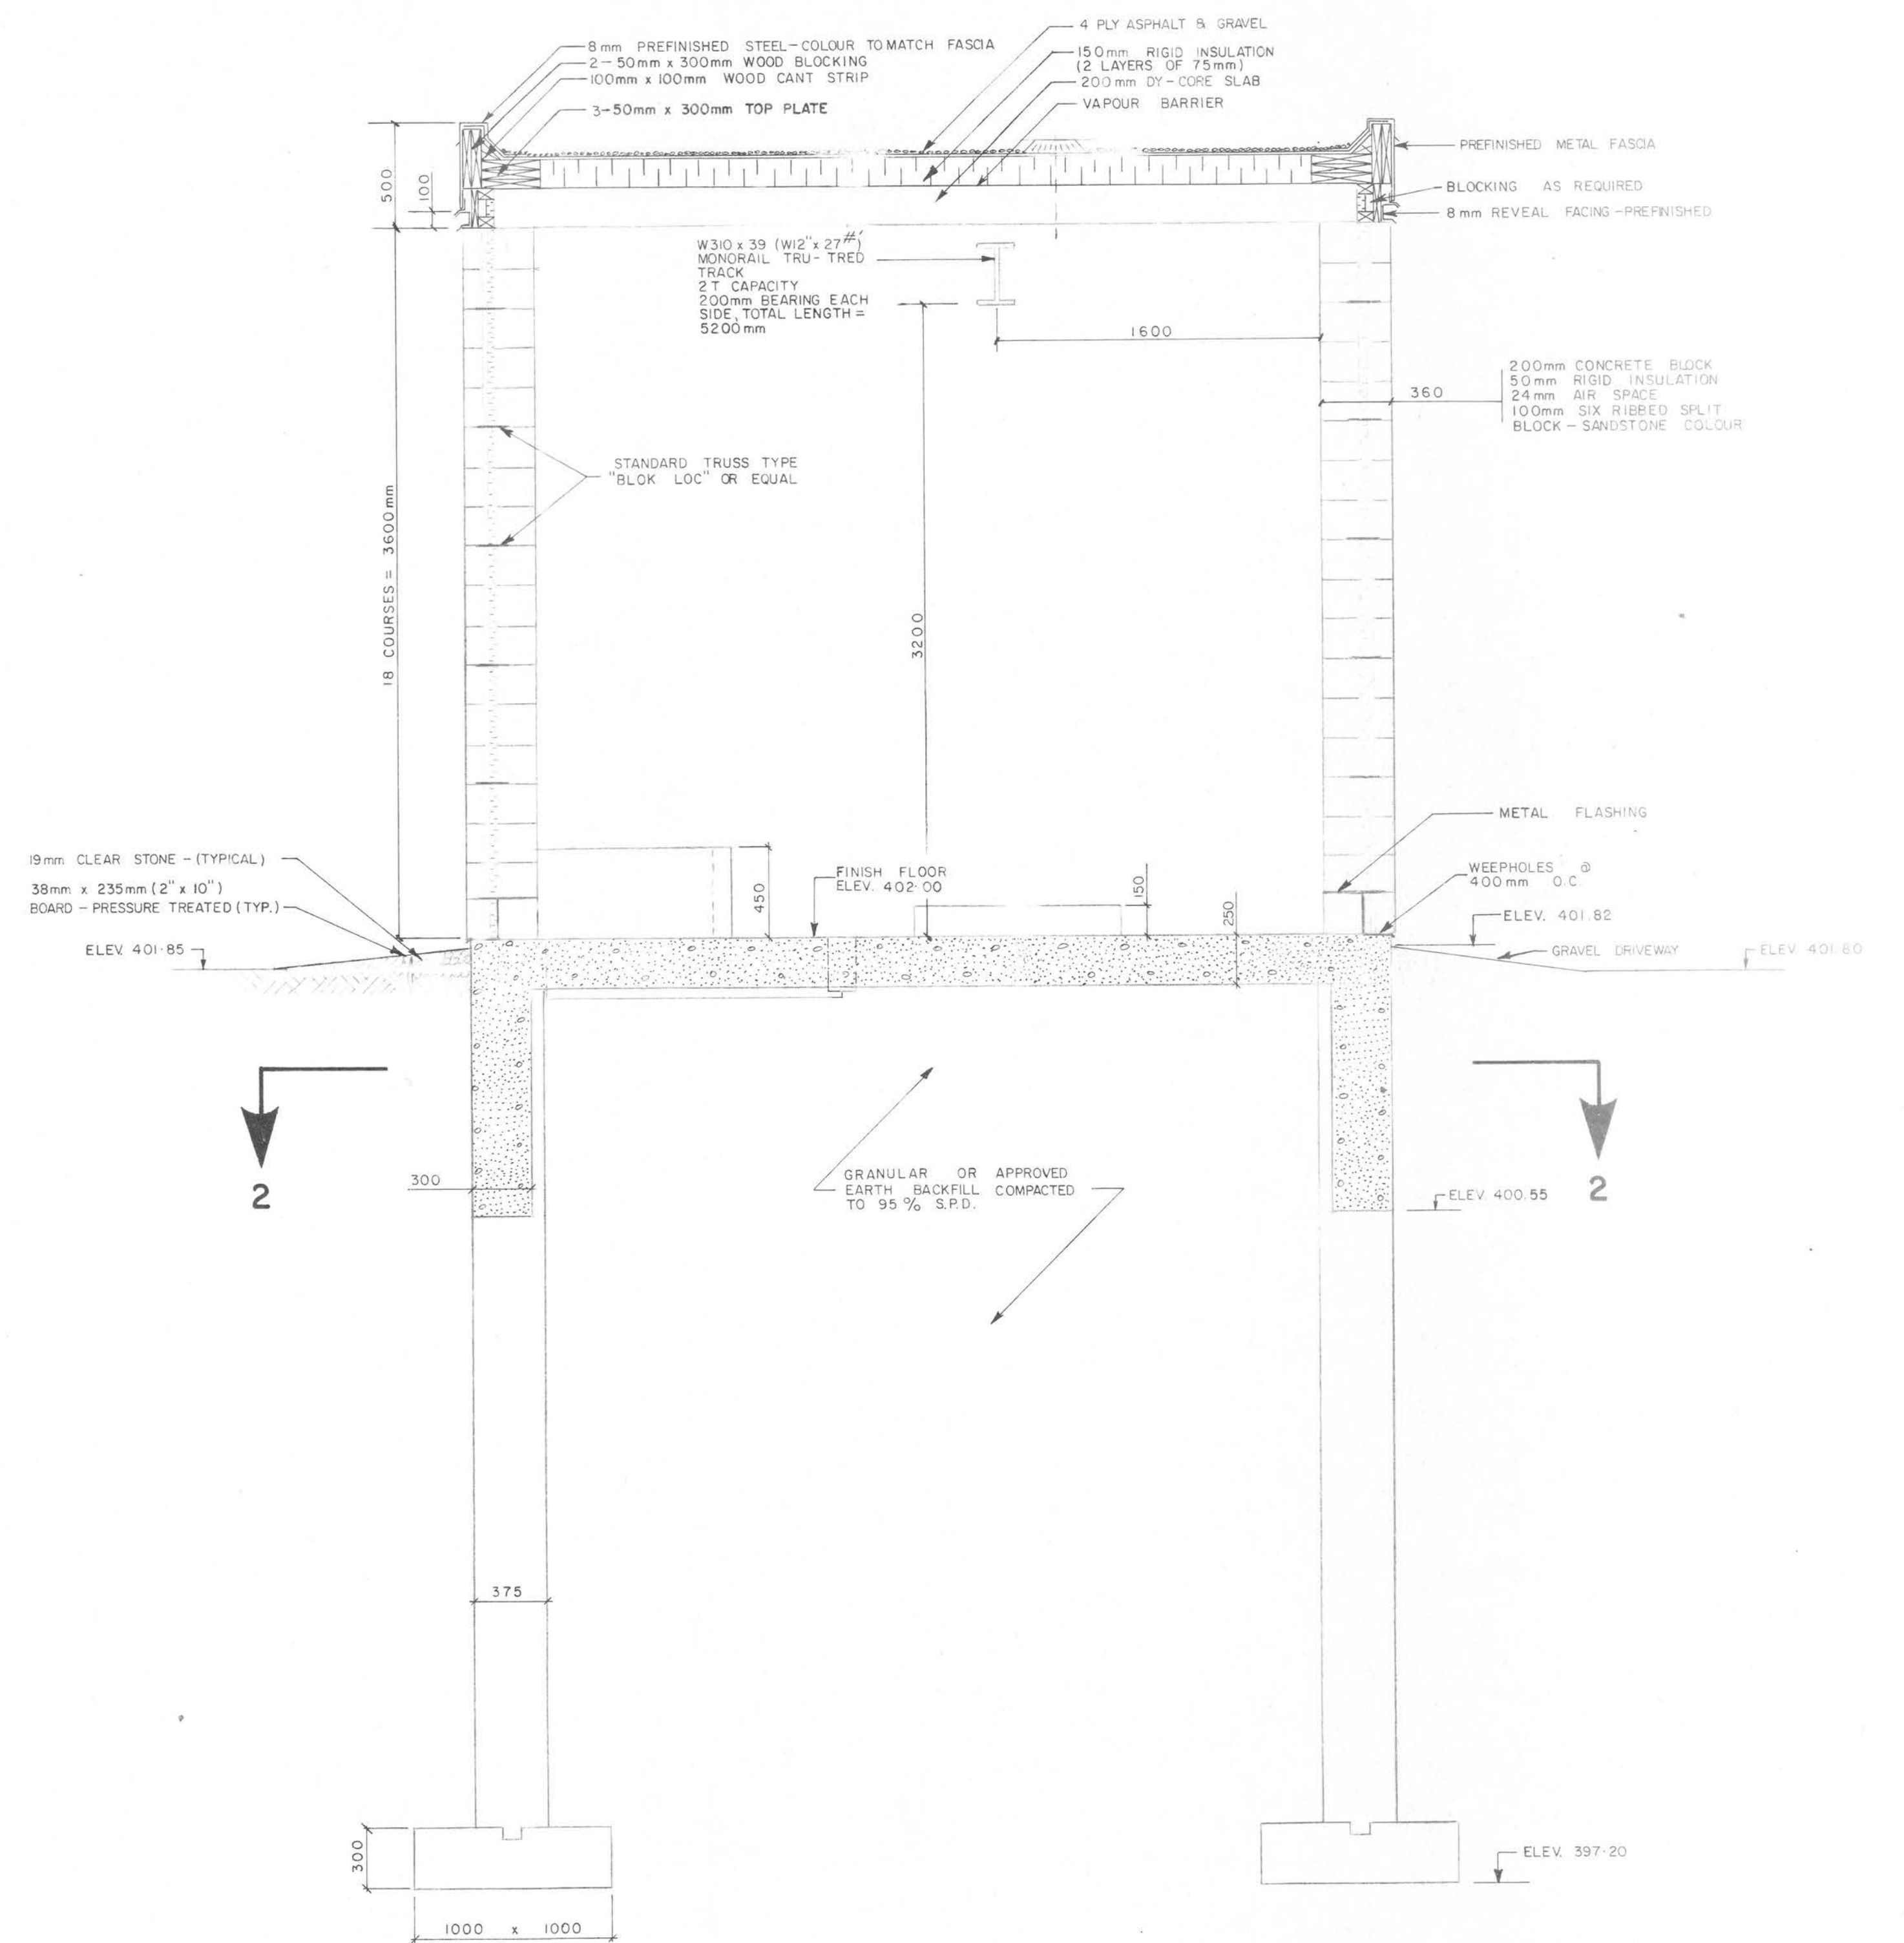 8mm PREFINISHED STEEL-COLOUR TO MATCH FASCIA
2-50mm x 300mm WOOD BLOCKING
100mm x 100mm WOOD CANT STRIP
3-50mm x 300mm TOP PLATE
4 PLY ASPHALT & GRAVEL
150mm RIGID INSULATION
(2 LAYERS OF 75mm)
200mm DY-CORE SLAB
VAPOUR BARRIER
PREFINISHED METAL FASCIA
BLOCKING AS REQUIRED
8mm REVEAL FACING-PREFINISHED
500
100
W310 x 39 (W12" x 27#')
MONORAIL TRU-TRED
TRACK
2T CAPACITY
200mm BEARING EACH
SIDE, TOTAL LENGTH =
5200mm
1600
360
200mm CONCRETE BLOCK
50mm RIGID INSULATION
24mm AIR SPACE
100mm SIX RIBBED SPLIT
BLOCK - SANDSTONE COLOUR
STANDARD TRUSS TYPE
"BLOK LOC" OR EQUAL
18 COURSES = 3600mm
3200
METAL FLASHING
WEEPHOLES @
400mm O.C.
ELEV. 401.82
GRAVEL DRIVEWAY
ELEV. 401.80
19mm CLEAR STONE - (TYPICAL)
38mm x 235mm (2" x 10")
BOARD - PRESSURE TREATED (TYP.)
ELEV. 401.85
450
FINISH FLOOR
ELEV. 402.00
150
250
2
2
300
GRANULAR OR APPROVED
EARTH BACKFILL COMPACTED
TO 95% S.P.D.
ELEV. 400.55
375
300
1000 x 1000
ELEV. 397.20